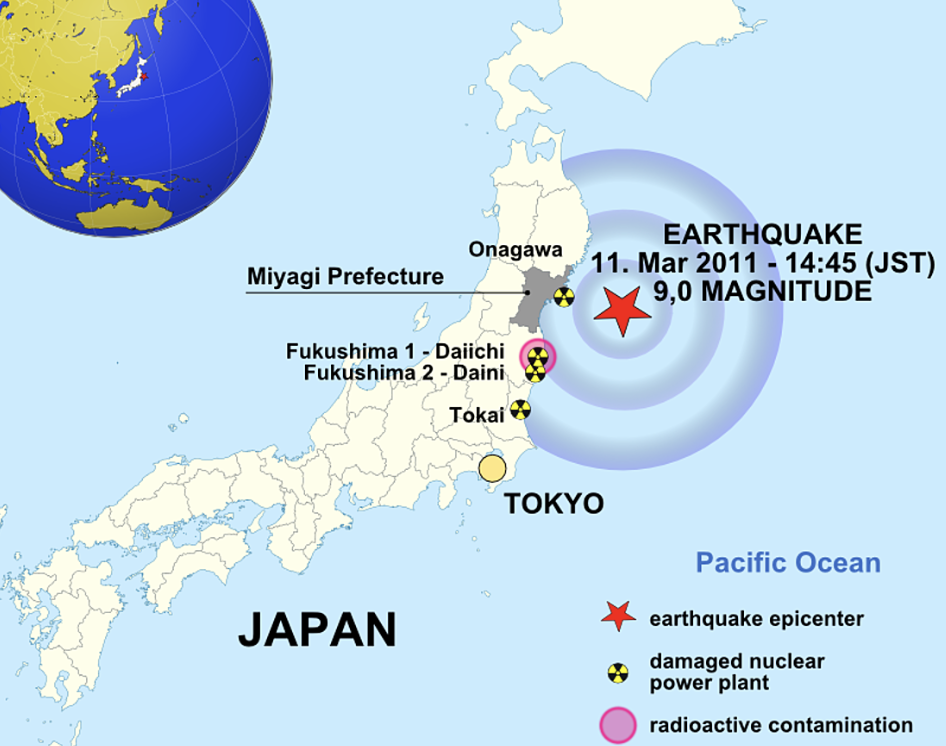 EARTHQUAKE
11. Mar 2011 - 14:45 (JST)
9,0 MAGNITUDE
Onagawa
Miyagi Prefecture
Fukushima 1 - Daiichi
Fukushima 2 - Daini
Tokai
TOKYO
Pacific Ocean
JAPAN
earthquake epicenter
damaged nuclear
power plant
radioactive contamination